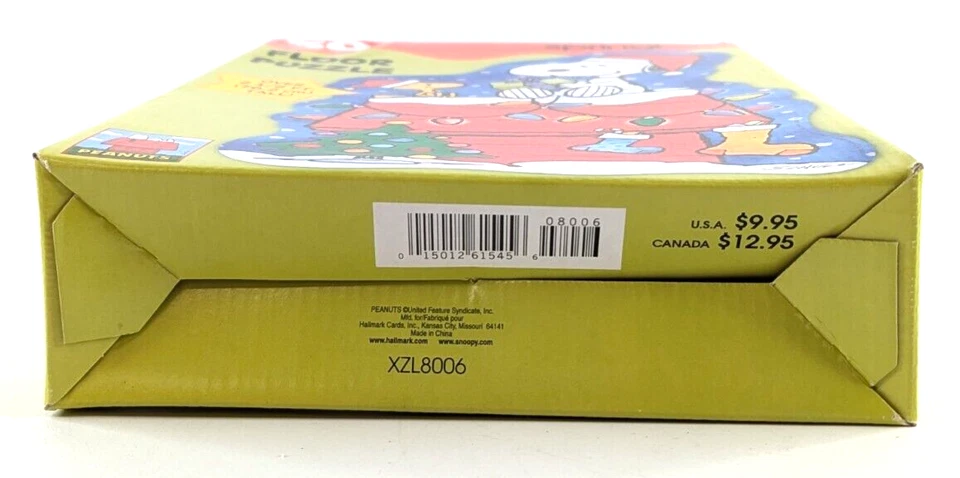 FLOOR
PUZZLE
PEANUTS
08006
0 15012 61545 6
U.S.A. $9.95
CANADA $12.95
PEANUTS ©United Feature Syndicate, Inc.
Mfd. for/Fabriqué pour
Hallmark Cards, Inc., Kansas City, Missouri 64141
Made in China
www.hallmark.com www.snoopy.com
XZL8006